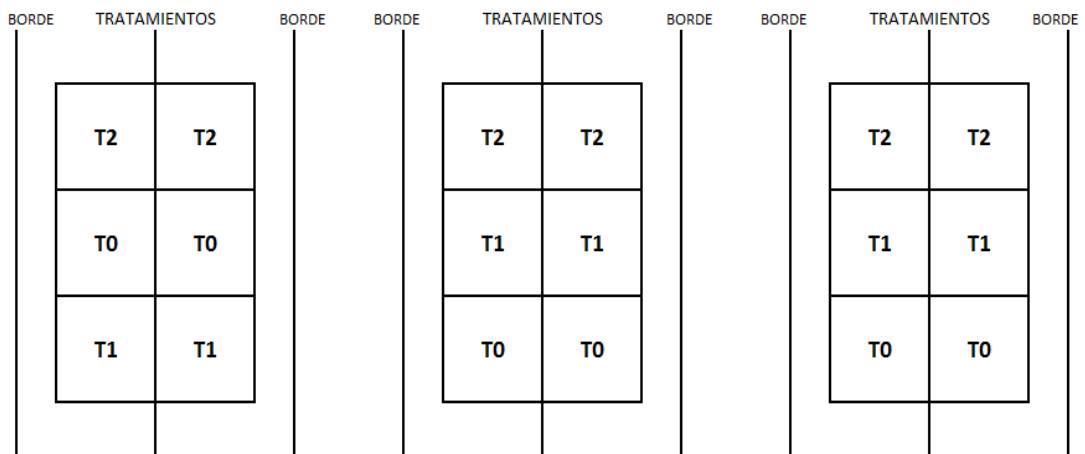 BORDE TRATAMIENTOS BORDE BORDE TRATAMIENTOS BORDE BORDE TRATAMIENTOS BORDE
T2 T2 T2 T2 T2 T2
T0 T0 T1 T1 T1 T1
T1 T1 T0 T0 T0 T0